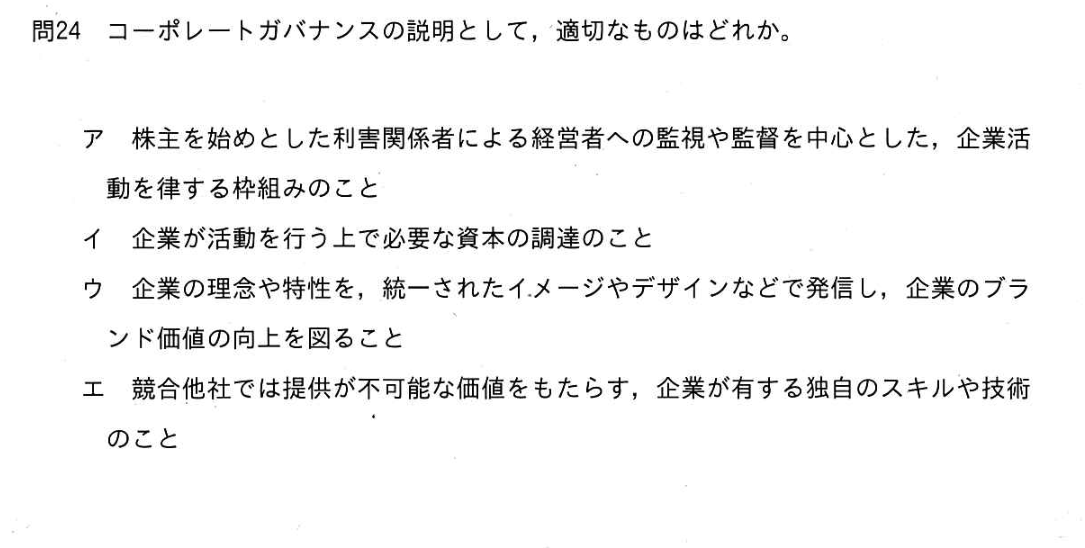 問24　コーポレートガバナンスの説明として，適切なものはどれか。
ア　株主を始めとした利害関係者による経営者への監視や監督を中心とした，企業活
動を律する枠組みのこと
イ　企業が活動を行う上で必要な資本の調達のこと
ウ　企業の理念や特性を，統一されたイメージやデザインなどで発信し，企業のブラ
ンド価値の向上を図ること
エ　競合他社では提供が不可能な価値をもたらす，企業が有する独自のスキルや技術
のこと